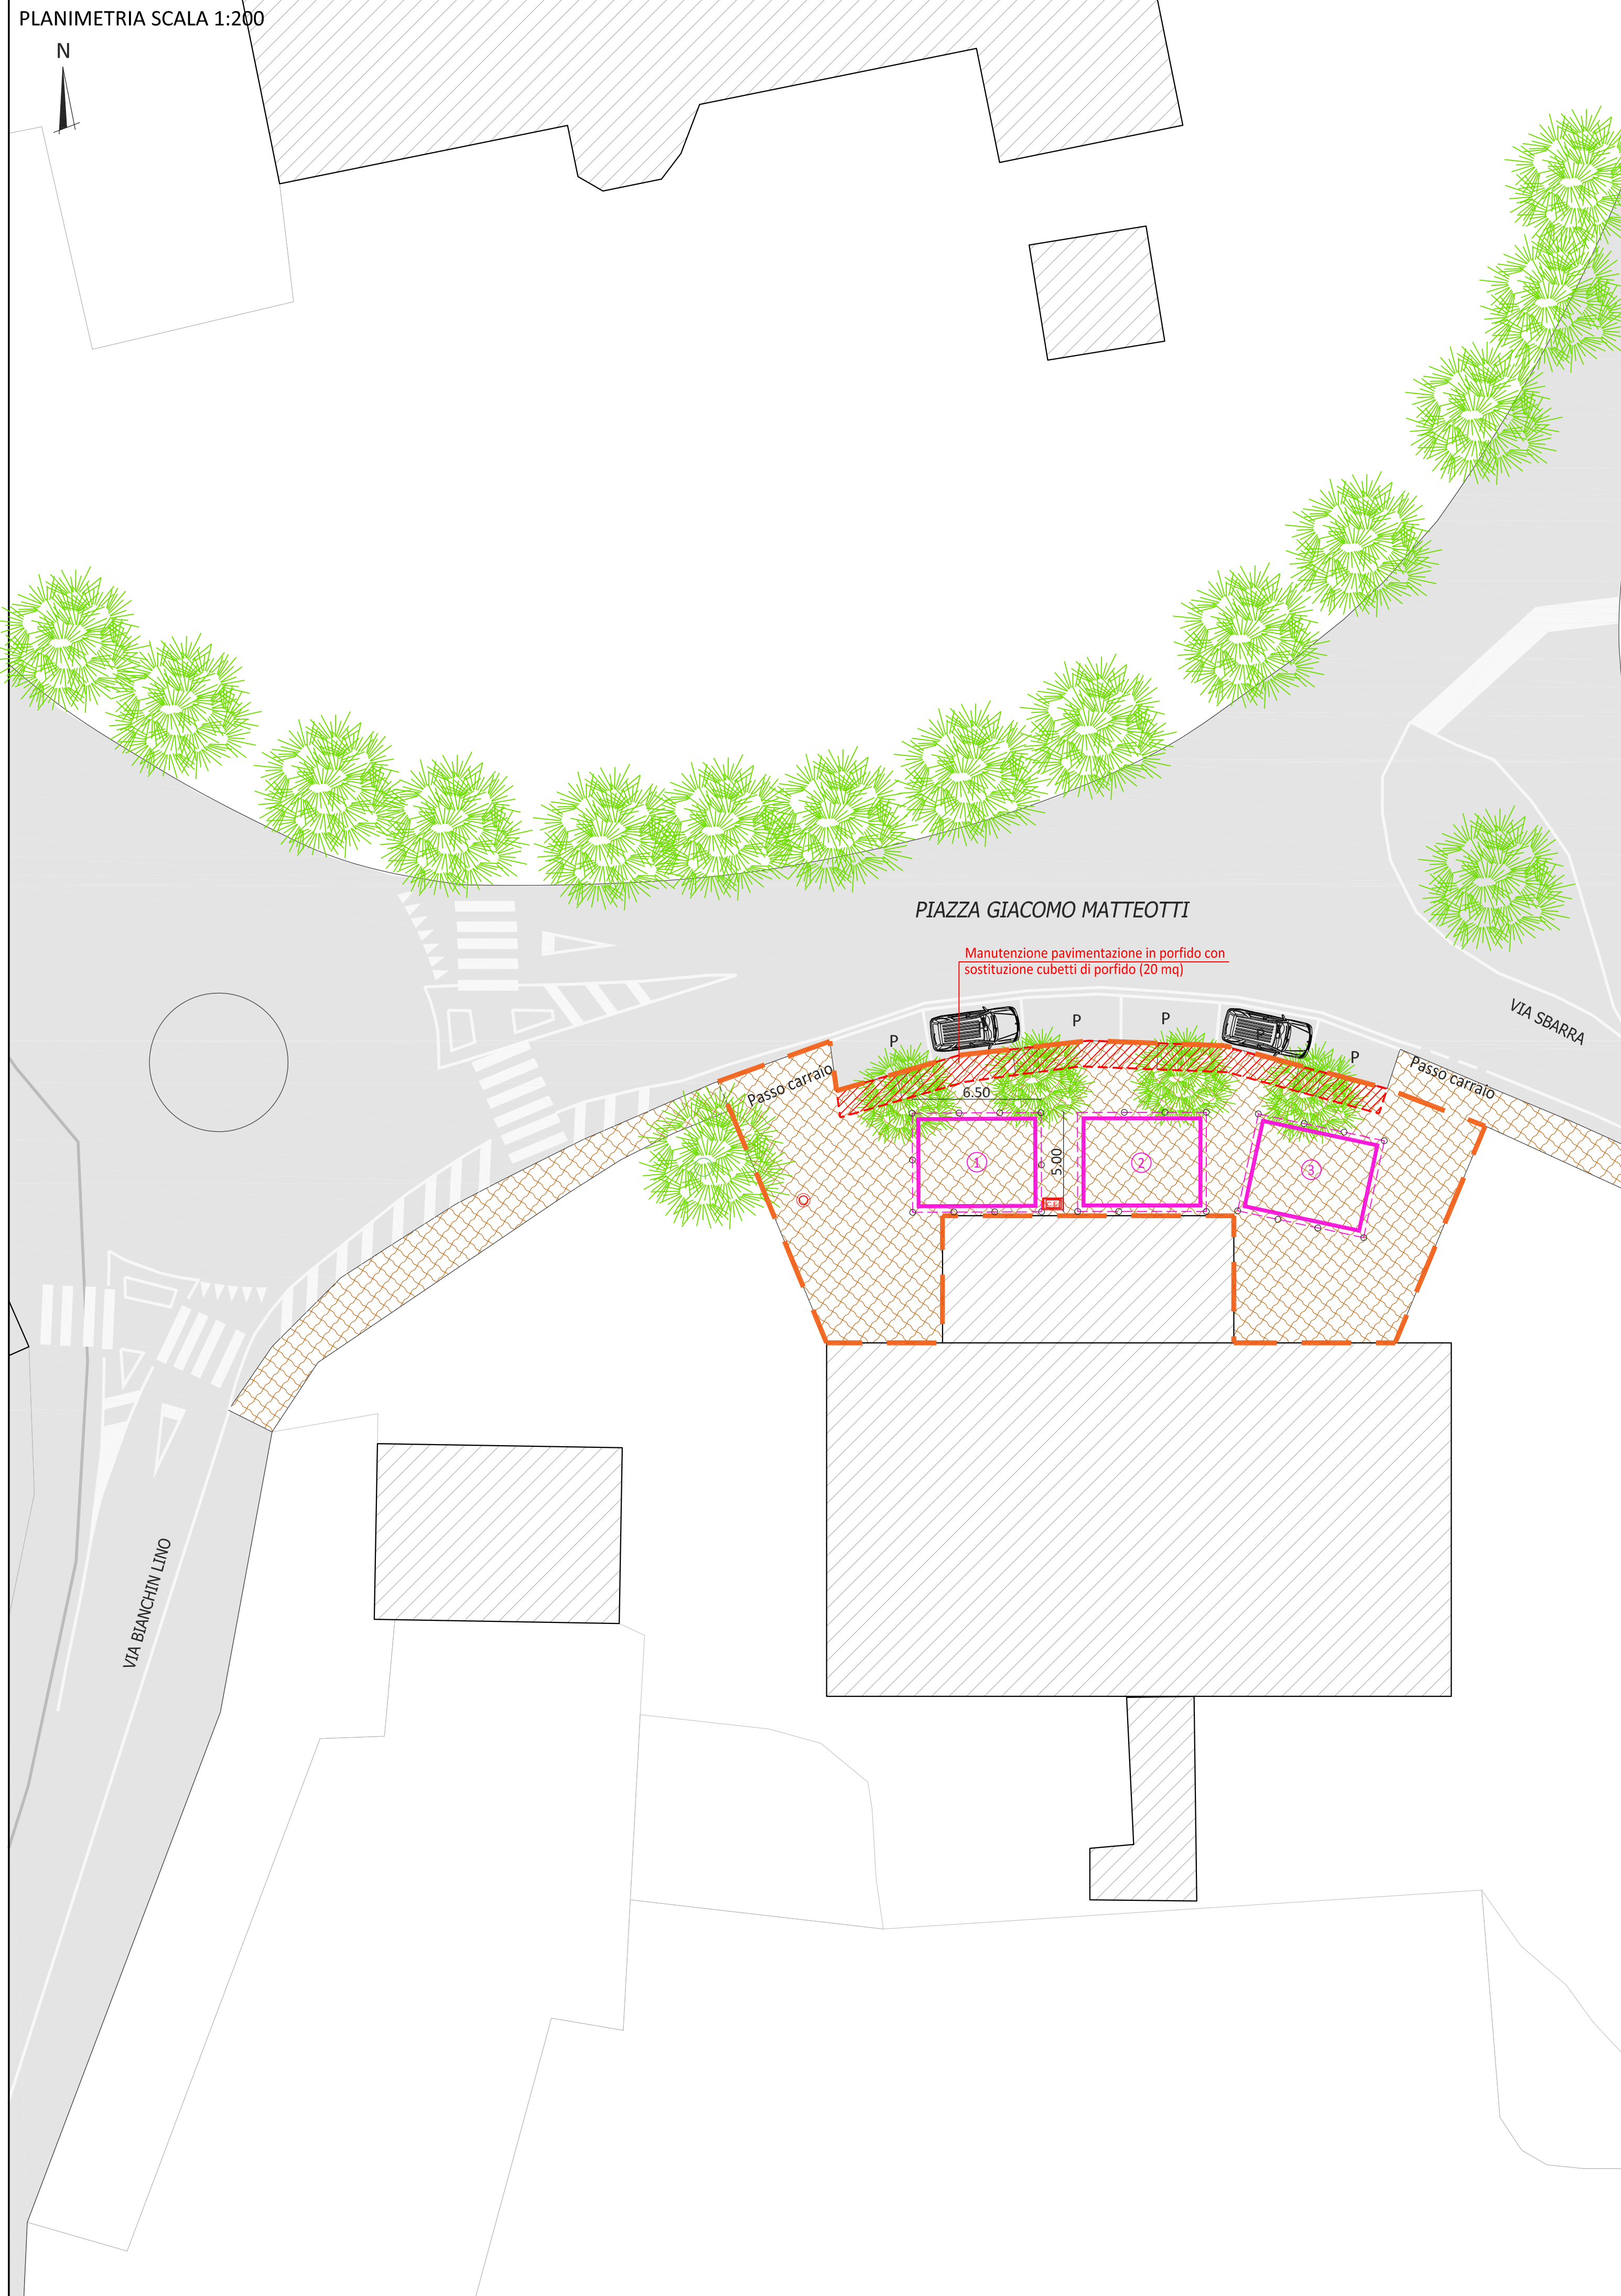 PLANIMETRIA SCALA 1:200
N
PIAZZA GIACOMO MATTEOTTI
Manutenzione pavimentazione in porfido con
sostituzione cubetti di porfido (20 mq)
VIA SBARRA
P
P
P
P
Passo carraio
Passo carraio
6.50
5.00
1
2
3
VIA BIANCHIN LINO